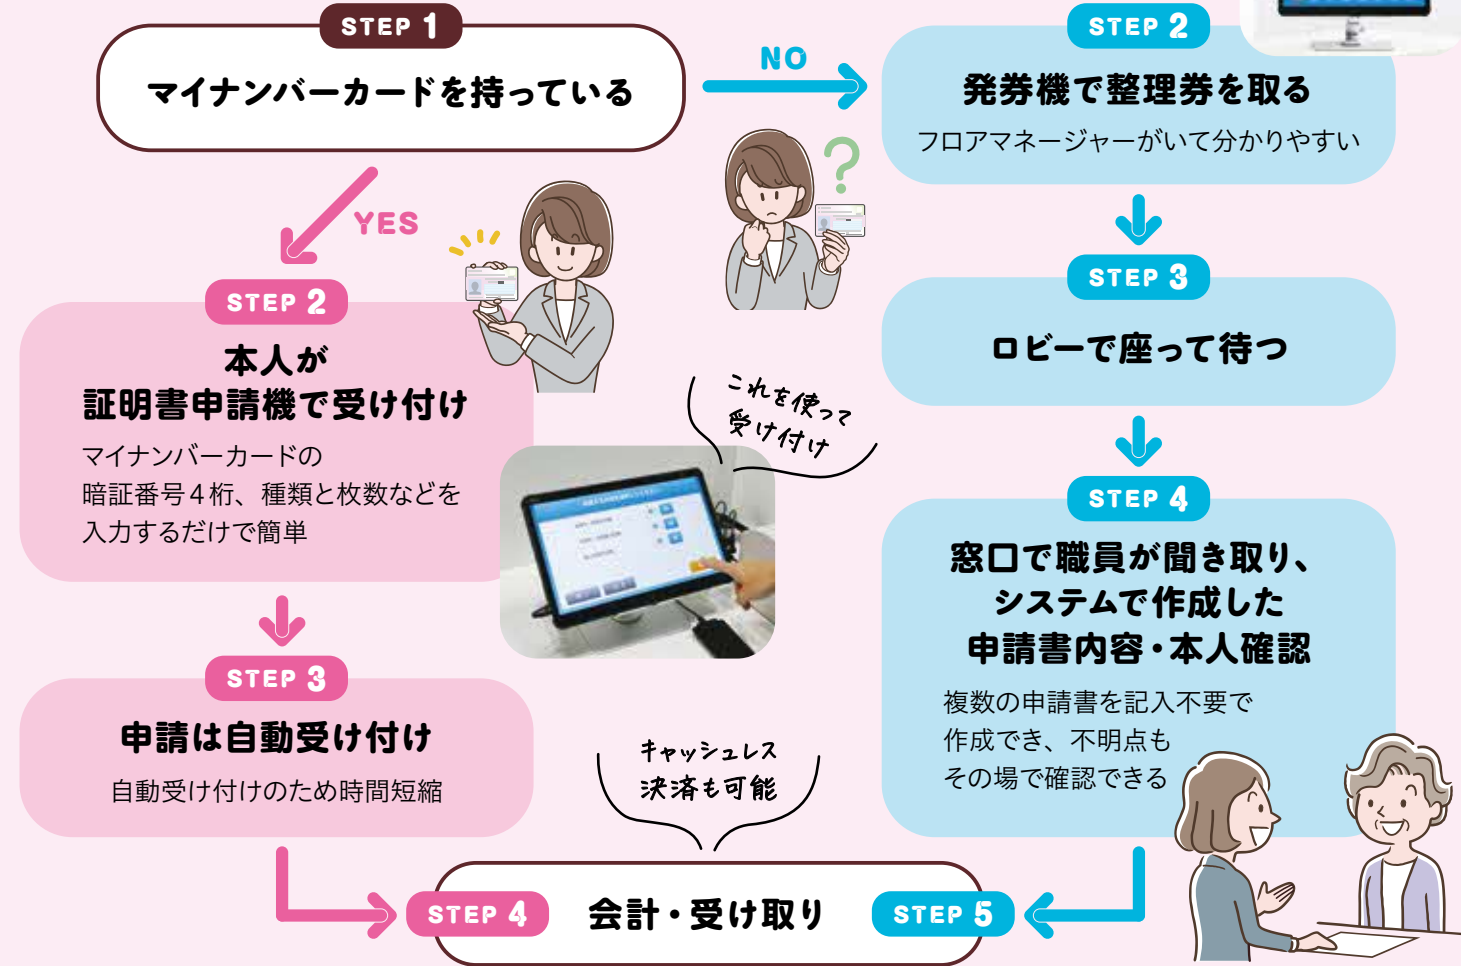 STEP 1
マイナンバーカードを持っている
YES
STEP 2
本人が
証明書申請機で受け付け
マイナンバーカードの
暗証番号4桁、種類と枚数などを
入力するだけで簡単
これを使って
受け付け
STEP 3
申請は自動受け付け
自動受け付けのため時間短縮
NO
STEP 2
発券機で整理券を取る
フロアマネージャーがいて分かりやすい
STEP 3
ロビーで座って待つ
STEP 4
窓口で職員が聞き取り、
システムで作成した
申請書内容・本人確認
複数の申請書を記入不要で
作成でき、不明点も
その場で確認できる
キャッシュレス
決済も可能
STEP 4
会計・受け取り
STEP 5